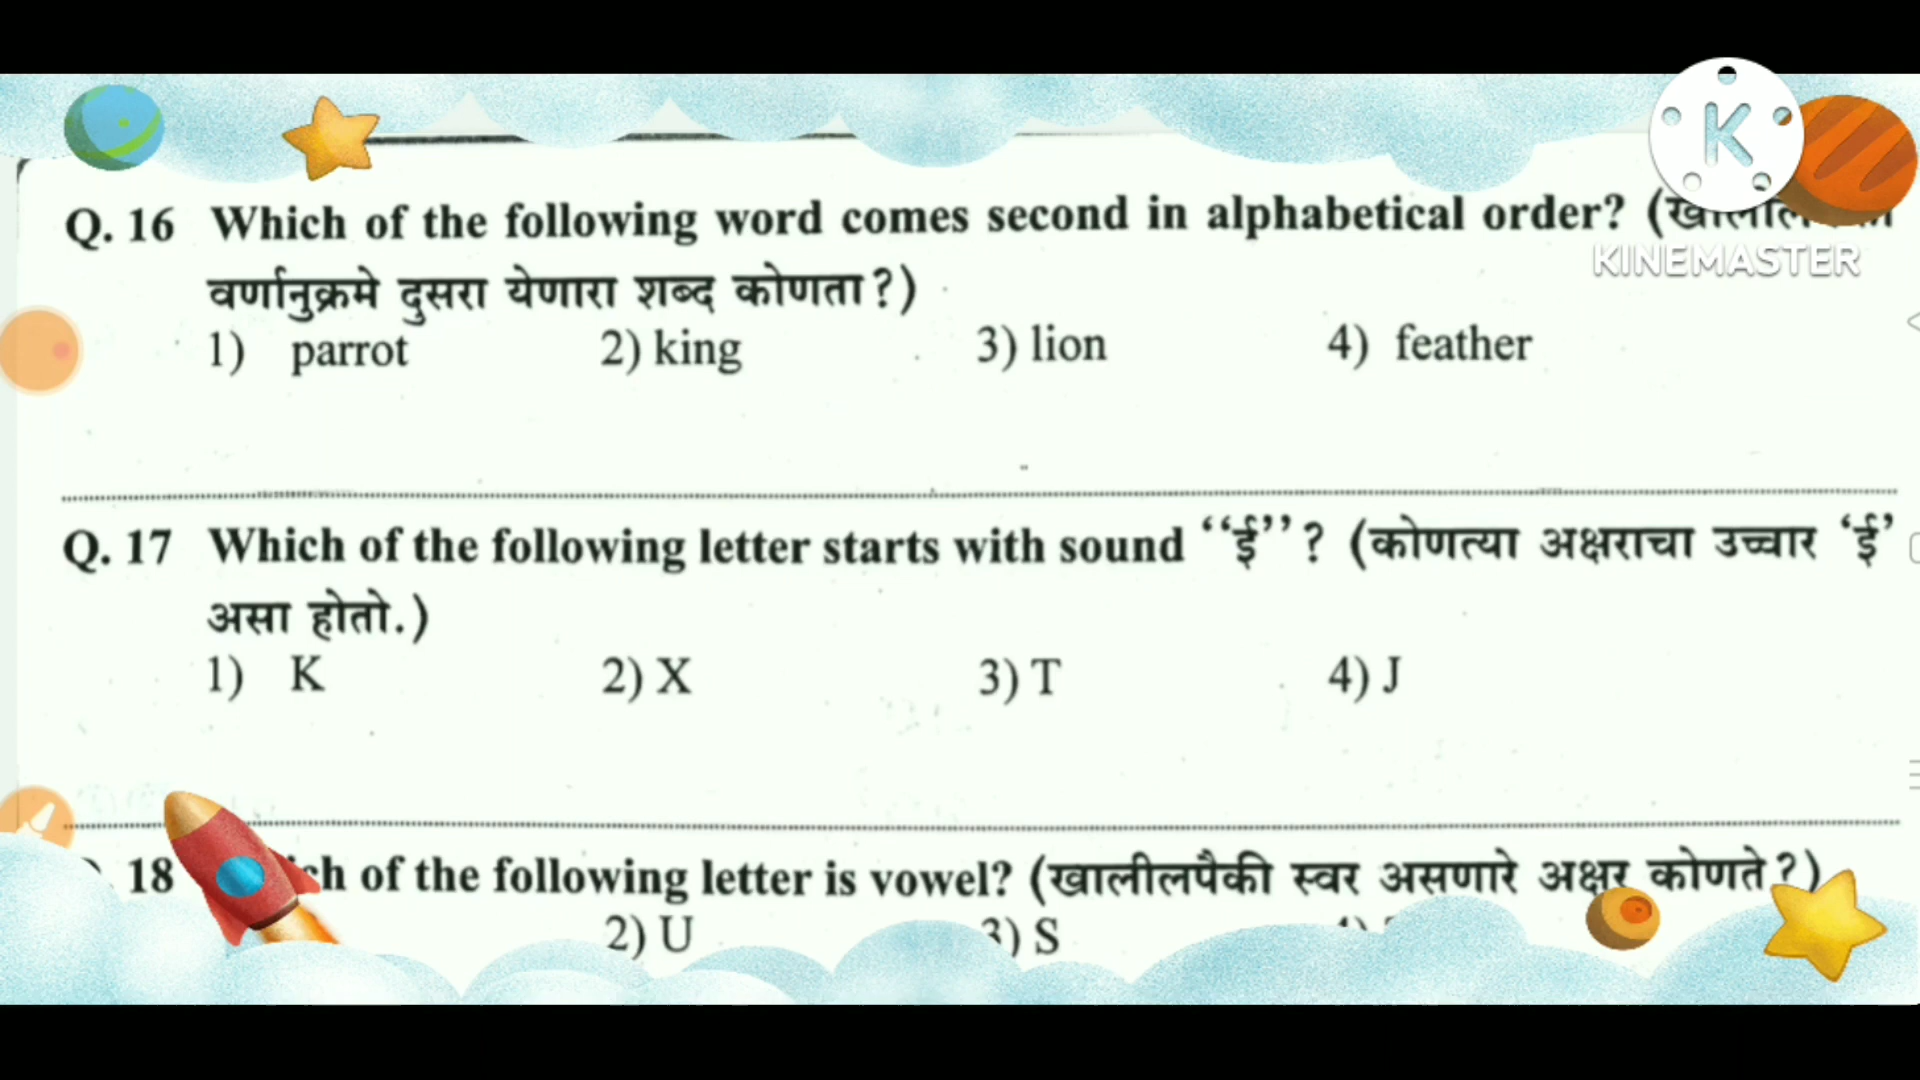 K
KINEMASTER
Q. 16 Which of the following word comes second in alphabetical order?
वर्णानुक्रमे दुसरा येणारा शब्द कोणता?)
1) parrot 2) king 3) lion 4) feather
Q. 17 Which of the following letter starts with sound ‘‘ई’’? (कोणत्या अक्षराचा उच्चार ‘ई’
असा होतो.)
1) K 2) X 3) T 4) J
18 of the following letter is vowel? (खालीलपैकी स्वर असणारे अक्षर कोणते?)
2) U 3) S